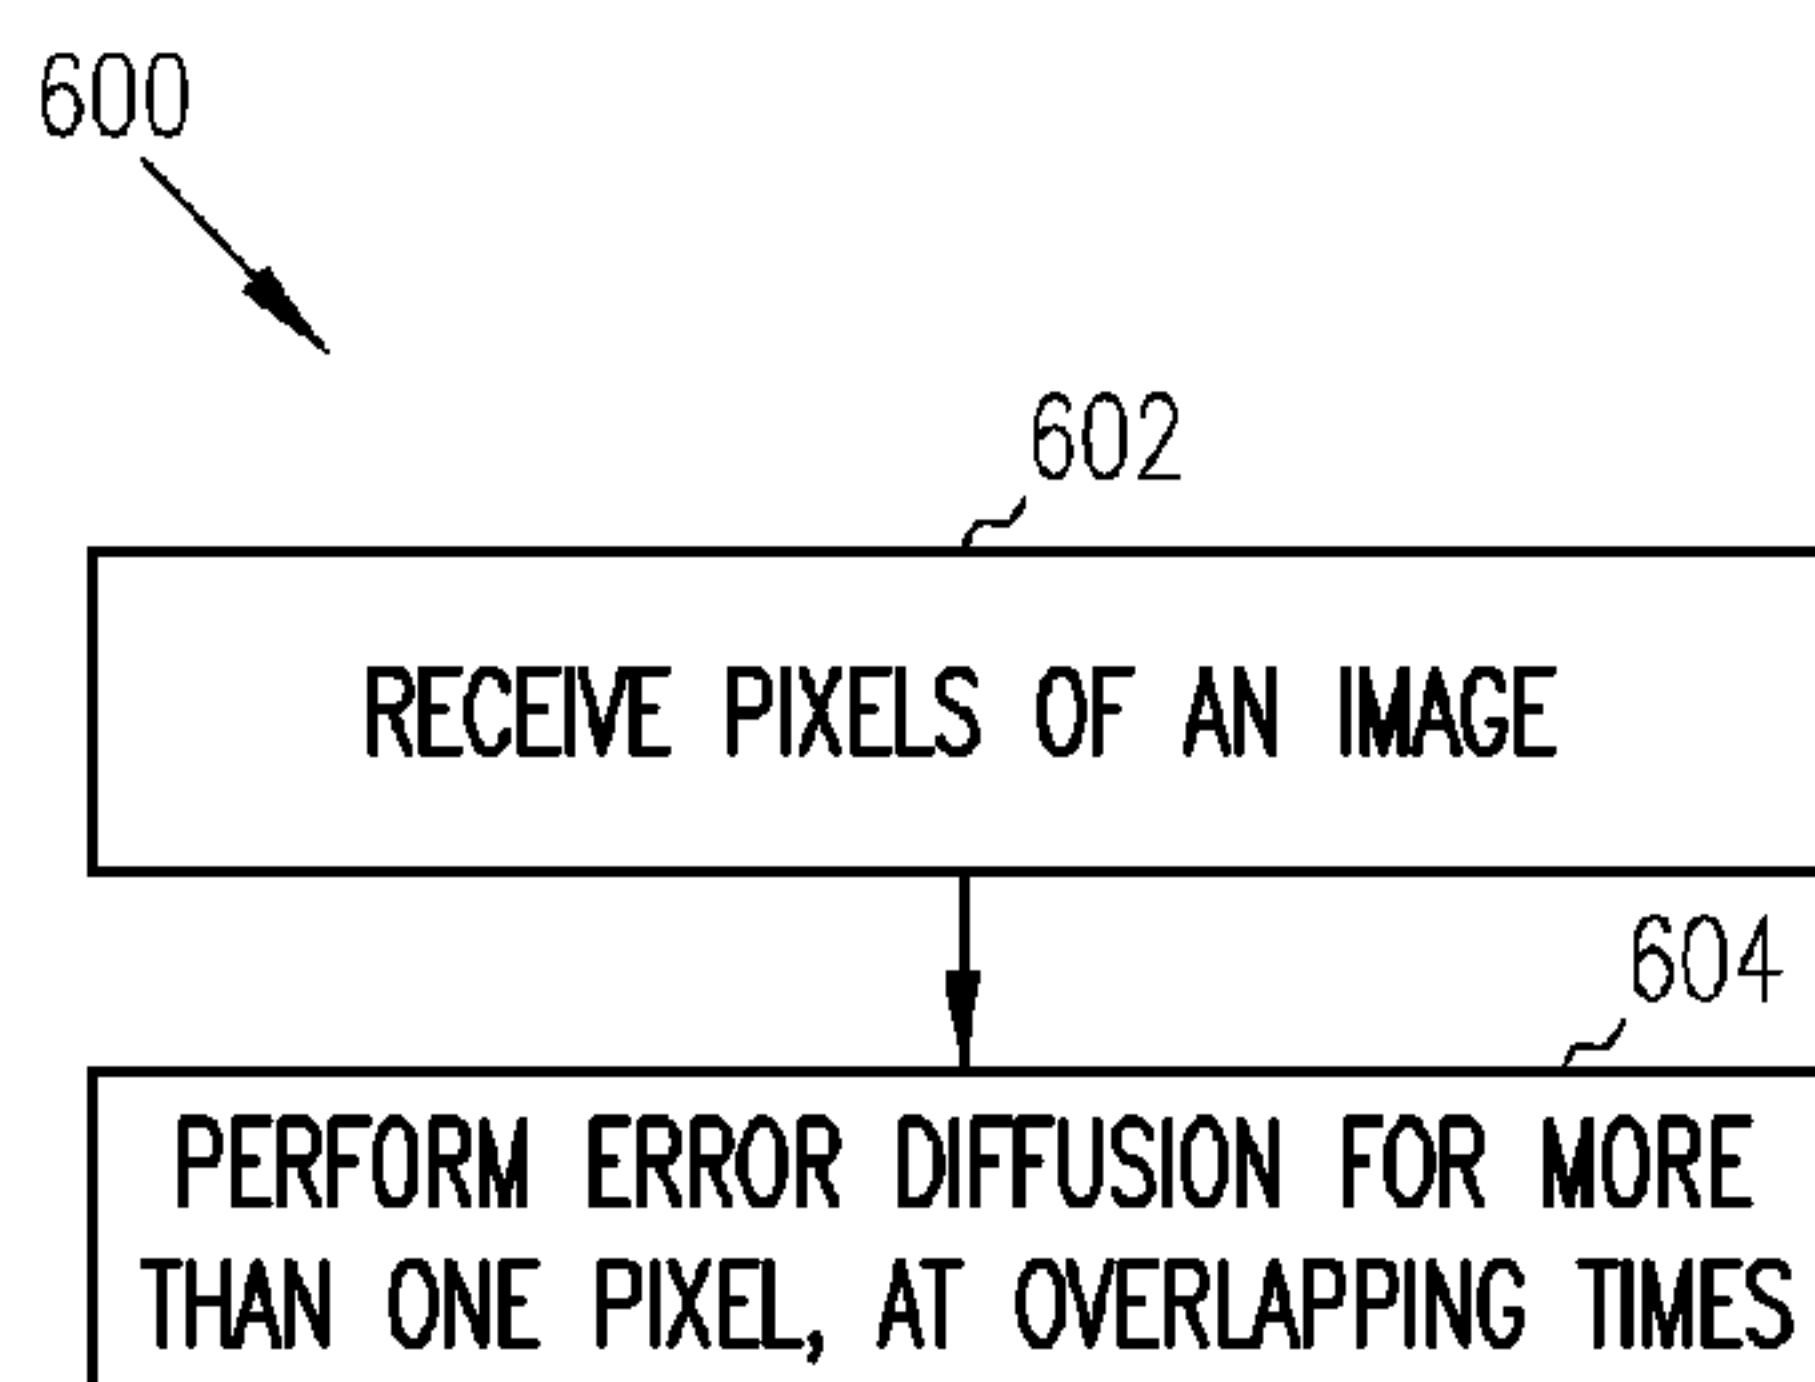 600
602
RECEIVE PIXELS OF AN IMAGE
604
PERFORM ERROR DIFFUSION FOR MORE
THAN ONE PIXEL, AT OVERLAPPING TIMES